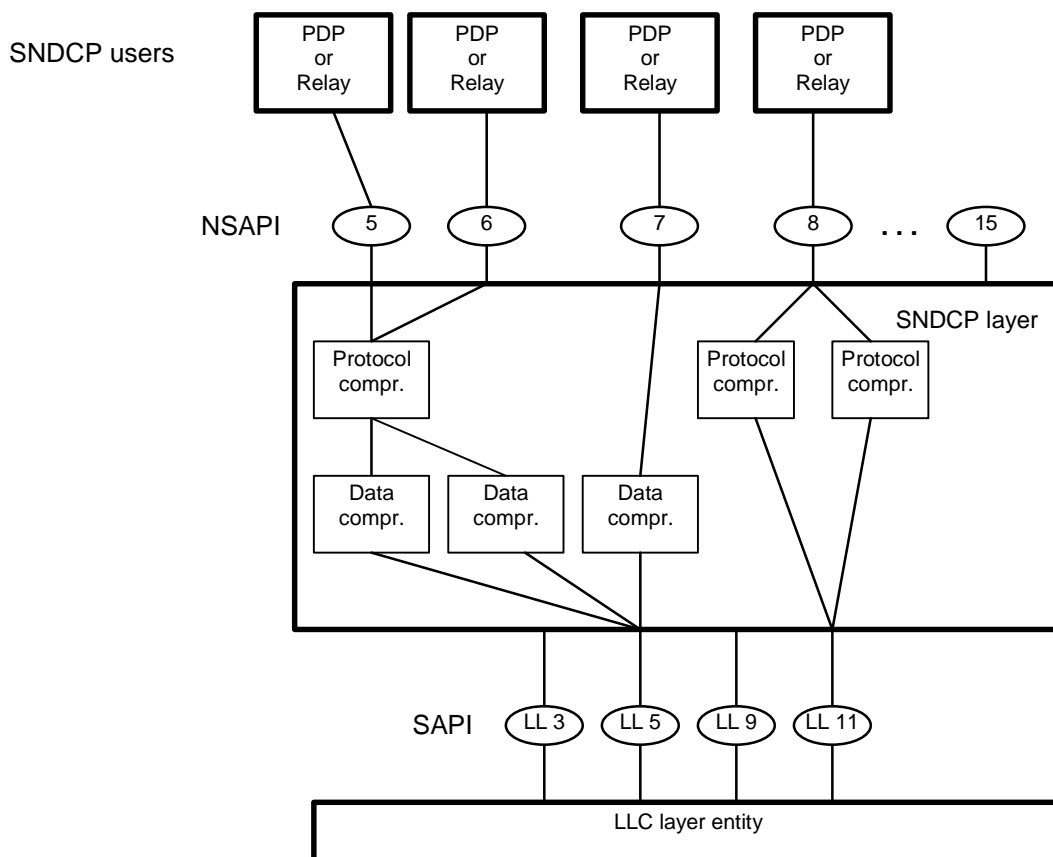 SNDCP users
PDP
or
Relay
PDP
or
Relay
PDP
or
Relay
PDP
or
Relay
NSAPI
5
6
7
8
. . .
15
SNDCP layer
Protocol
compr.
Protocol
compr.
Protocol
compr.
Data
compr.
Data
compr.
Data
compr.
SAPI
LL 3
LL 5
LL 9
LL 11
LLC layer entity